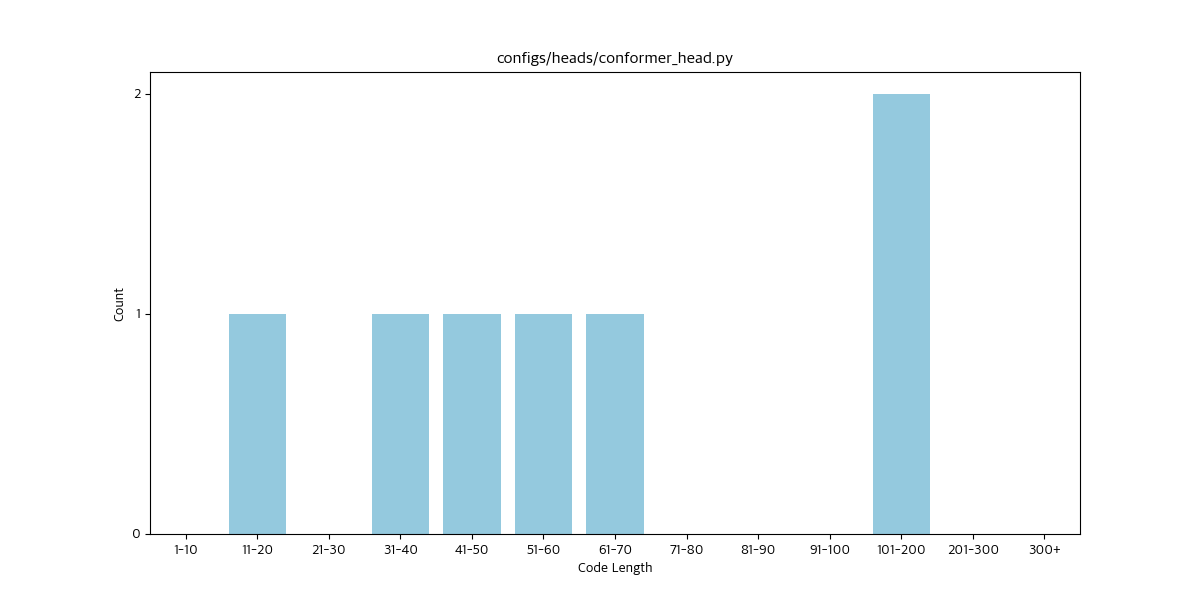 configs/heads/conformer_head.py
2
1
0
Count
1-10 11-20 21-30 31-40 41-50 51-60 61-70 71-80 81-90 91-100 101-200 201-300 300+
Code Length